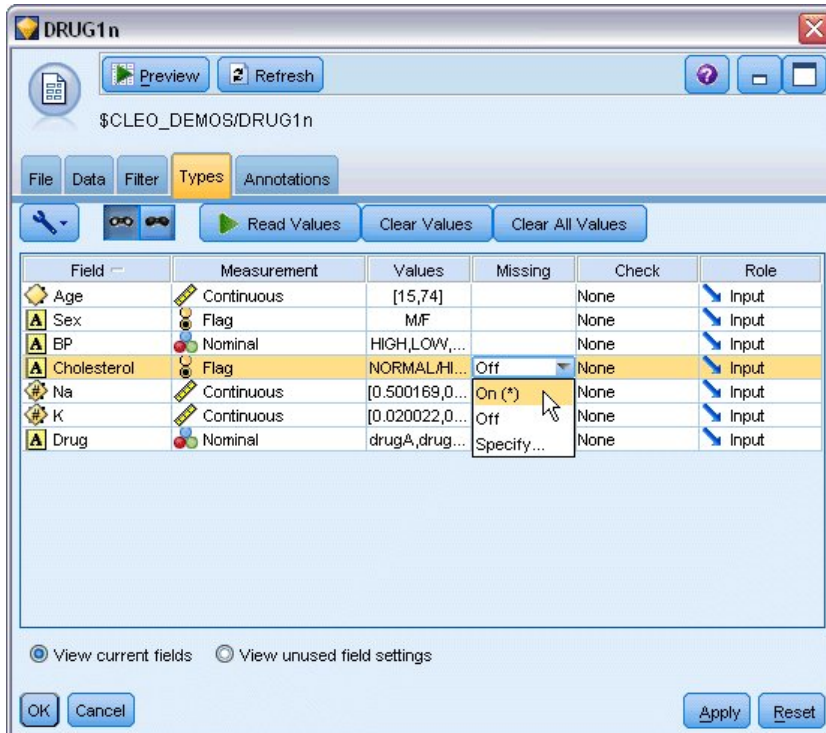 DRUG1n
Preview Refresh
$CLEO_DEMOS/DRUG1n
File Data Filter Types Annotations
Read Values Clear Values Clear All Values
Field Measurement Values Missing Check Role
Age Continuous [15,74] None Input
A Sex Flag M/F None Input
A BP Nominal HIGH,LOW,... None Input
A Cholesterol Flag NORMAL/HI... Off None Input
# Na Continuous [0.500169,0... On (*) None Input
# K Continuous [0.020022,0... Off None Input
A Drug Nominal drugA,drug... Specify... None Input
View current fields View unused field settings
OK Cancel Apply Reset